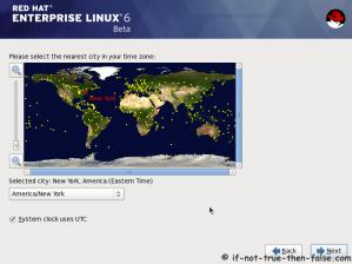 RED HAT
ENTERPRISE LINUX 6
Beta
Please select the nearest city in your time zone:
New York
Selected city: New York, America (Eastern Time)
America/New York
System clock uses UTC
Back
Next
© if-not-true-then-false.com